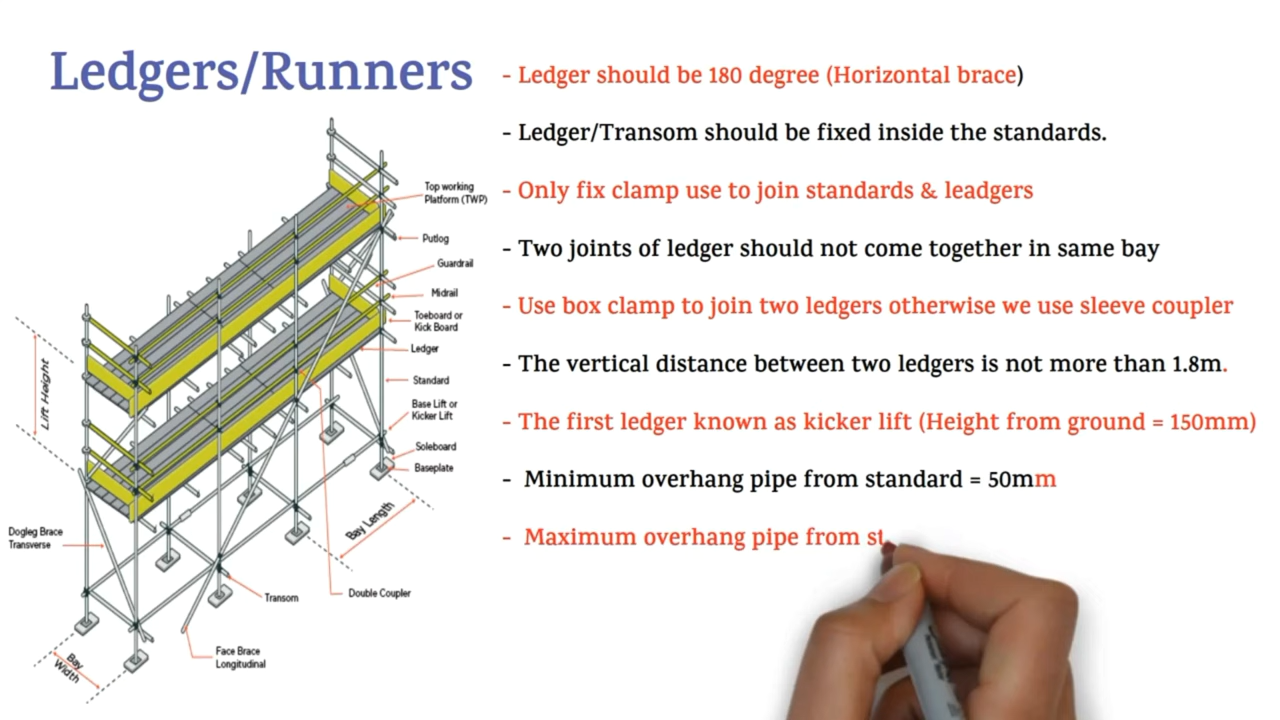 Ledgers/Runners
- Ledger should be 180 degree (Horizontal brace)
- Ledger/Transom should be fixed inside the standards.
- Only fix clamp use to join standards & leadgers
- Two joints of ledger should not come together in same bay
- Use box clamp to join two ledgers otherwise we use sleeve coupler
- The vertical distance between two ledgers is not more than 1.8m.
- The first ledger known as kicker lift (Height from ground = 150mm)
- Minimum overhang pipe from standard = 50mm
- Maximum overhang pipe from st
Top working
Platform (TWP)
Putlog
Guardrail
Midrail
Toeboard or
Kick Board
Ledger
Standard
Base Lift or
Kicker Lift
Soleboard
Baseplate
Lift Height
Bay Length
Dogleg Brace
Transverse
Double Coupler
Transom
Face Brace
Longitudinal
Bay
Width